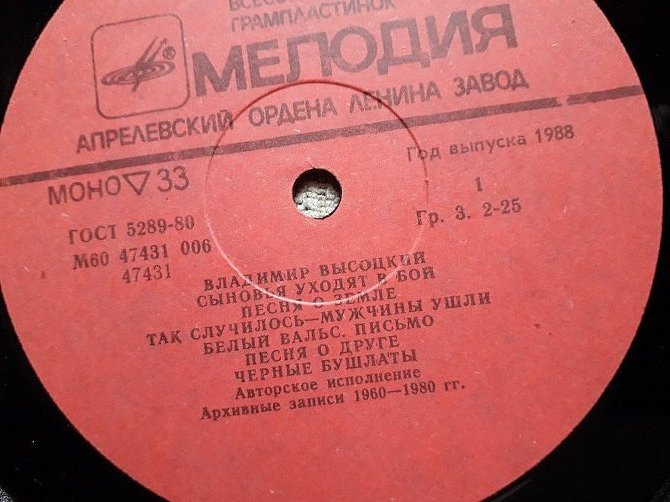 ГРАМПЛАСТИНОК
МЕЛОДИЯ
АПРЕЛЕВСКИЙ ОРДЕНА ЛЕНИНА ЗАВОД
МОНО ▽ 33
Год выпуска 1988
ГОСТ 5289-80
1
М60 47431 006
Гр. 3. 2-25
47431
ВЛАДИМИР ВЫСОЦКИЙ
СЫНОВЬЯ УХОДЯТ В БОЙ
ПЕСНЯ О ЗЕМЛЕ
ТАК СЛУЧИЛОСЬ—МУЖЧИНЫ УШЛИ
БЕЛЫЙ ВАЛЬС. ПИСЬМО
ПЕСНЯ О ДРУГЕ
ЧЕРНЫЕ БУШЛАТЫ
Авторское исполнение
Архивные записи 1960—1980 гг.